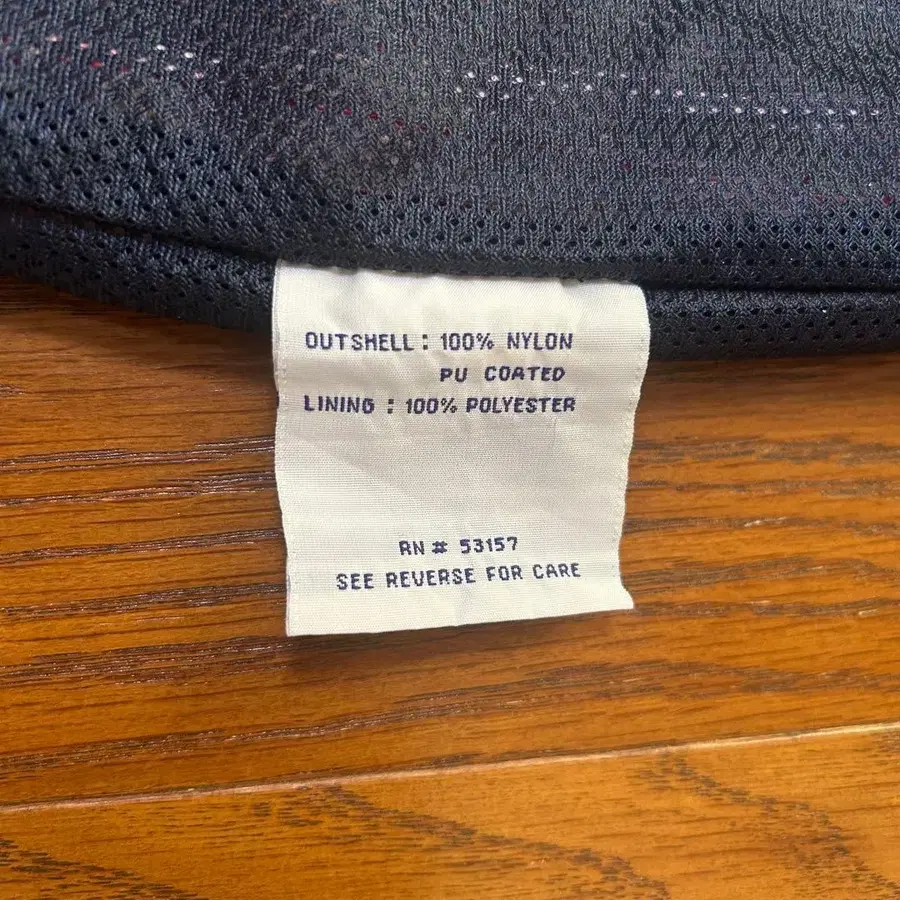 OUTSHELL : 100% NYLON
PU COATED
LINING : 100% POLYESTER
RN # 53157
SEE REVERSE FOR CARE